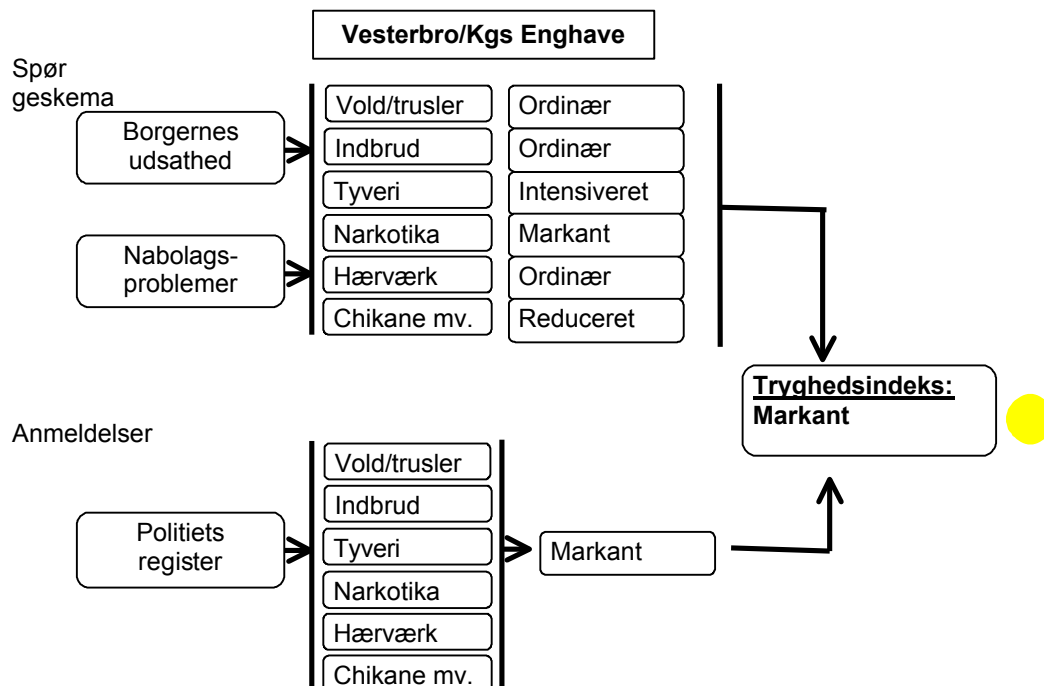 Vesterbro/Kgs Enghave
Spør
geskema
Borgernes
udsathed
Nabolags-
problemer
Vold/trusler
Ordinær
Indbrud
Ordinær
Tyveri
Intensiveret
Narkotika
Markant
Hærværk
Ordinær
Chikane mv.
Reduceret
Tryghedsindeks:
Markant
Anmeldelser
Politiets
register
Vold/trusler
Indbrud
Tyveri
Narkotika
Hærværk
Chikane mv.
Markant